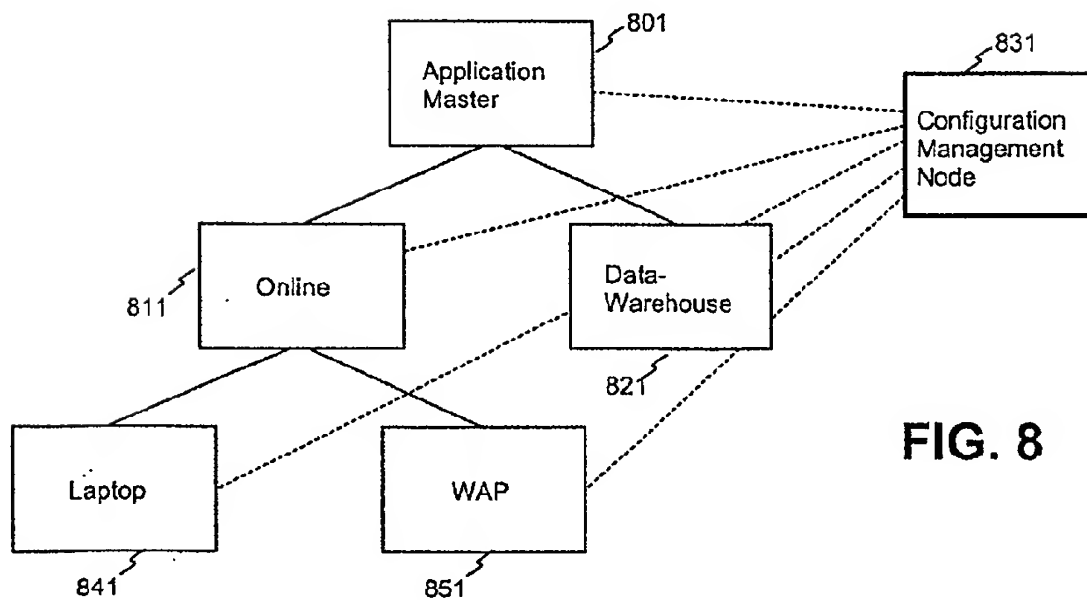 801
Application
Master
831
Configuration
Management
Node
811
Online
Data-
Warehouse
821
Laptop
841
WAP
851
FIG. 8